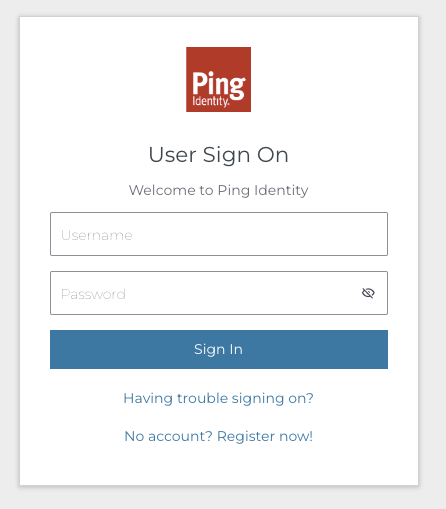 Ping
Identity.
User Sign On
Welcome to Ping Identity
Username
Password
Sign In
Having trouble signing on?
No account? Register now!